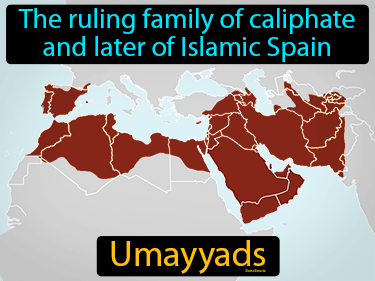 The ruling family of caliphate
and later of Islamic Spain
Umayyads